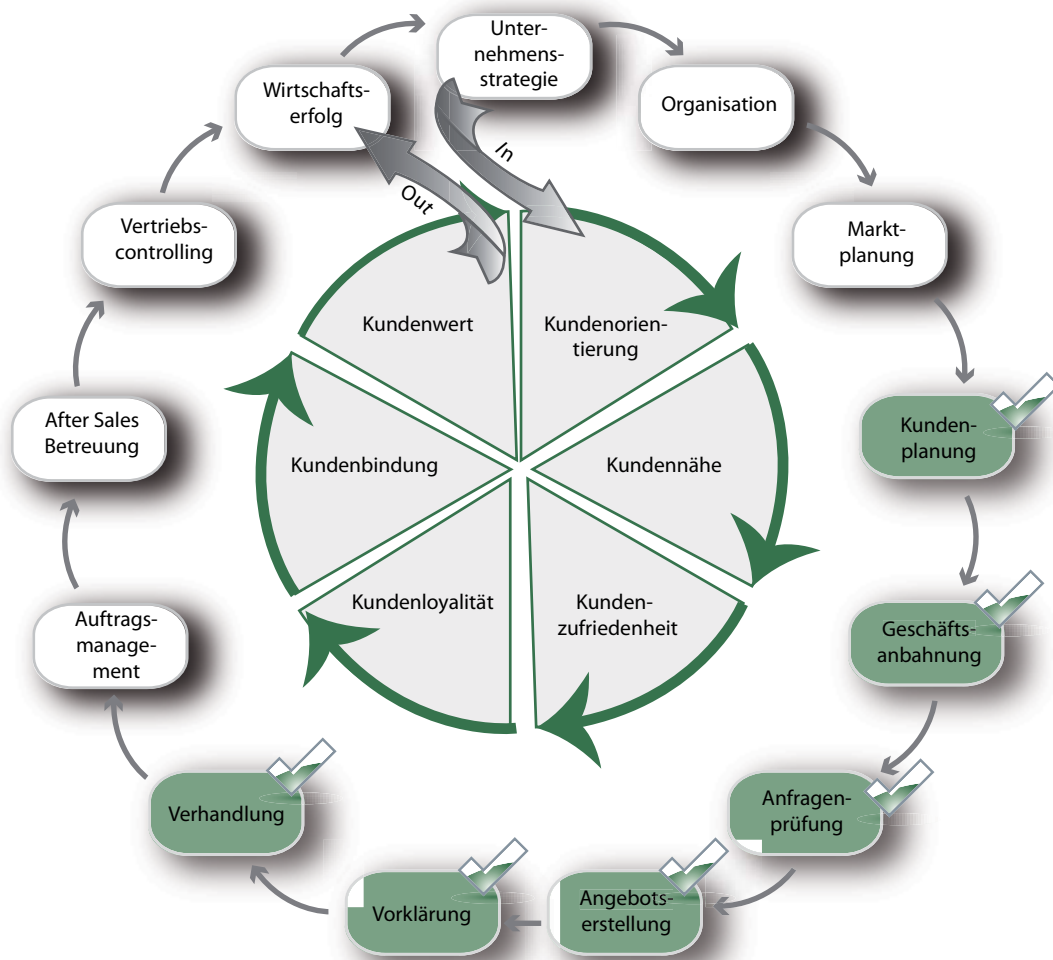 Unter-
nehmens-
strategie
Organisation
Markt-
planung
Kunden-
planung
Geschäfts-
anbahnung
Anfragen-
prüfung
Angebots-
erstellung
Vorklärung
Verhandlung
Auftrags-
manage-
ment
After Sales
Betreuung
Vertriebs-
controlling
Wirtschafts-
erfolg
In
Out
Kundenorien-
tierung
Kundennähe
Kunden-
zufriedenheit
Kundenloyalität
Kundenbindung
Kundenwert